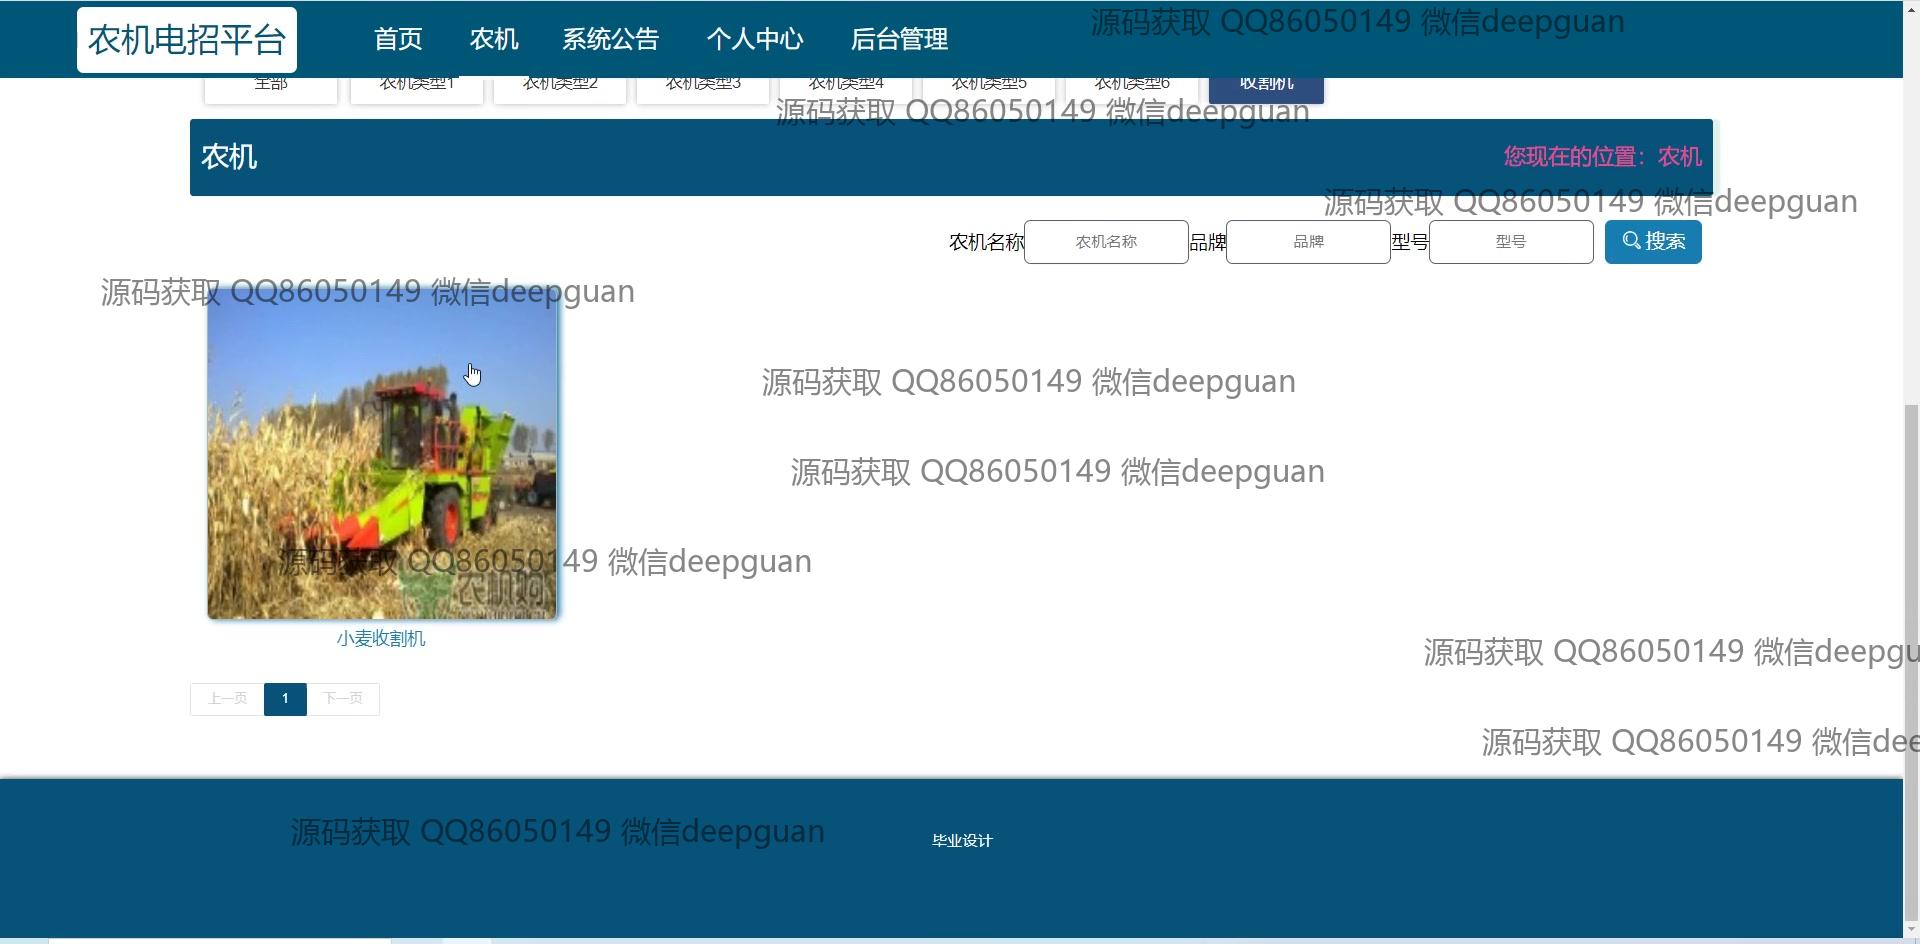 农机电招平台 首页 农机 系统公告 个人中心 后台管理
源码获取 QQ86050149 微信deepguan
全部 农机类型1 农机类型2 农机类型3 农机类型4 农机类型5 农机类型6 收割机
源码获取 QQ86050149 微信deepguan
农机 您现在的位置：农机
源码获取 QQ86050149 微信deepguan
农机名称 农机名称 品牌 品牌 型号 型号 搜索
源码获取 QQ86050149 微信deepguan
源码获取 QQ86050149 微信deepguan
源码获取 QQ86050149 微信deepguan
源码获取 QQ86050149 微信deepguan
农机购
小麦收割机
源码获取 QQ86050149 微信deepgu
上一页 1 下一页
源码获取 QQ86050149 微信dee
源码获取 QQ86050149 微信deepguan
毕业设计